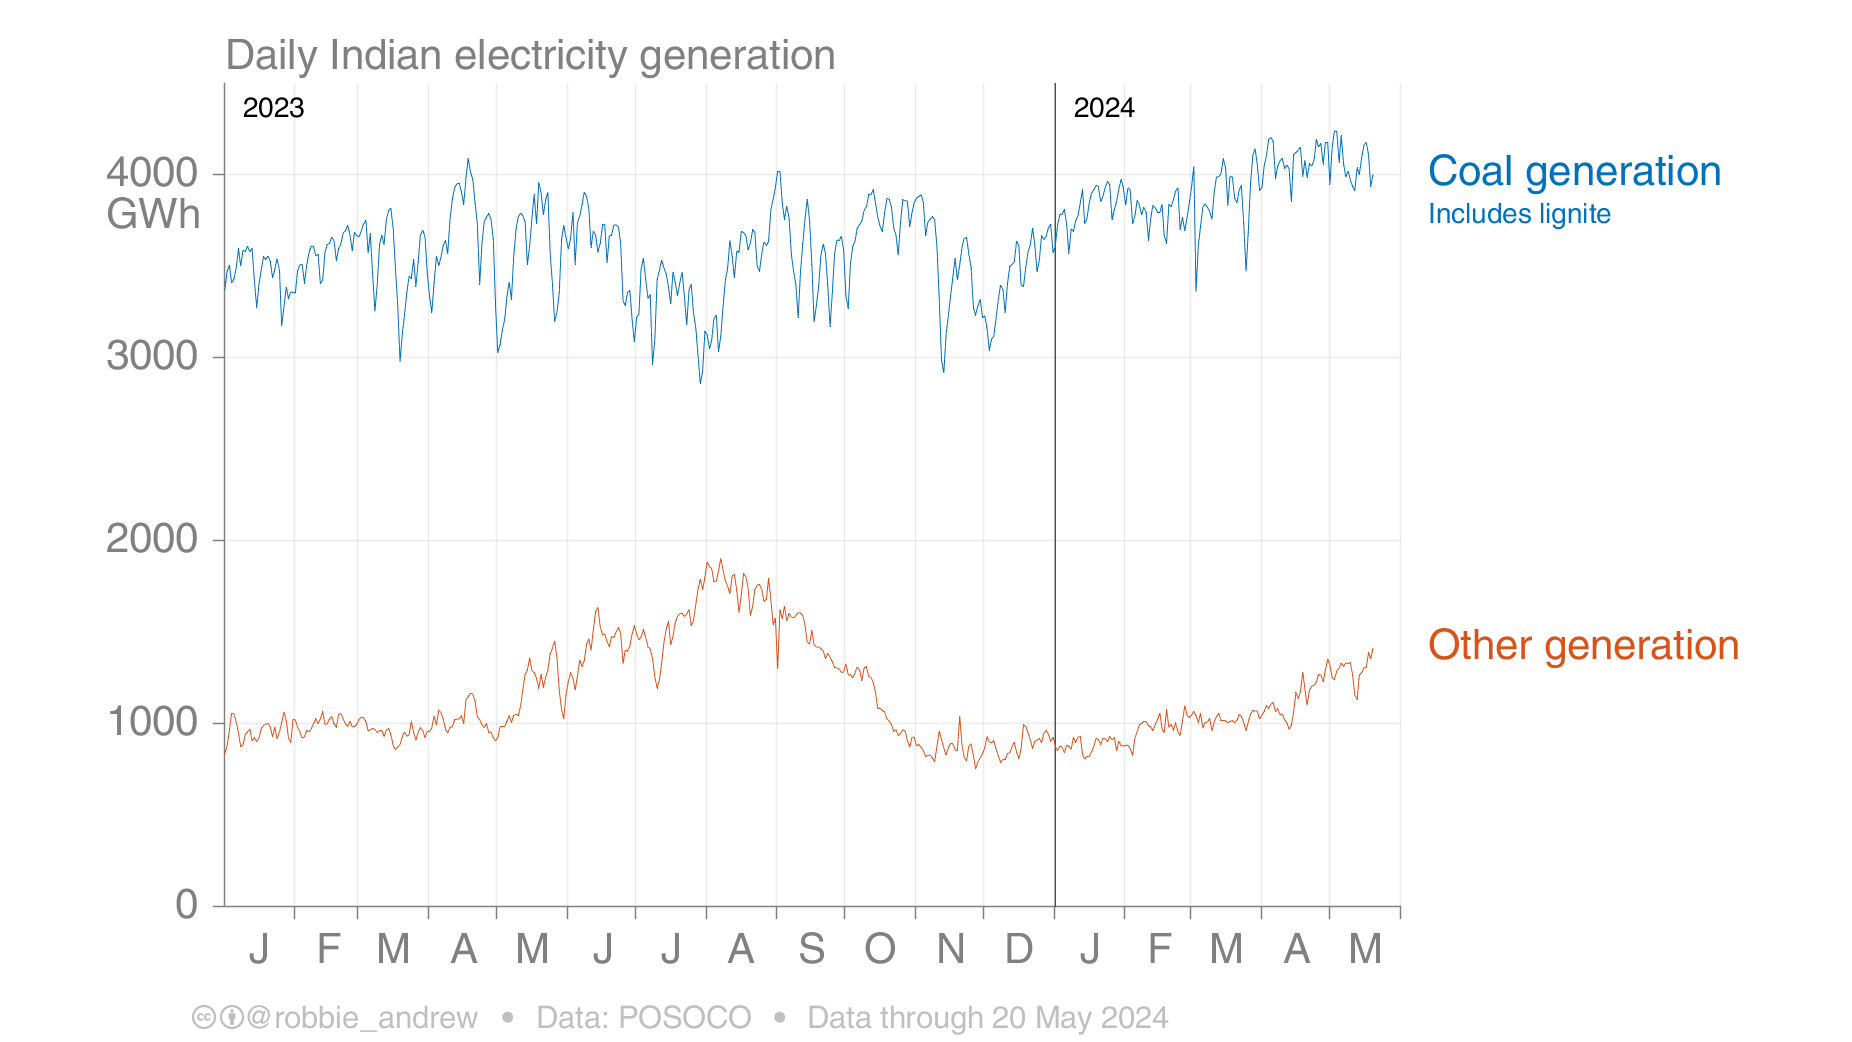 Daily Indian electricity generation
2023
2024
4000
GWh
3000
2000
1000
0
Coal generation
Includes lignite
Other generation
J F M A M J J A S O N D J F M A M
@robbie_andrew • Data: POSOCO • Data through 20 May 2024